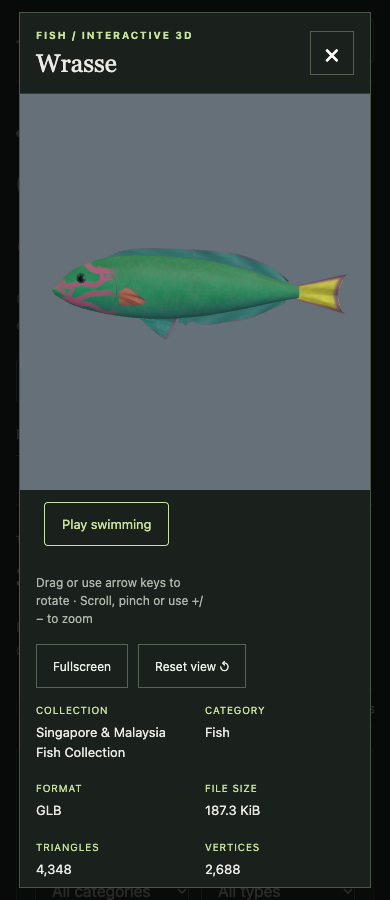 FISH / INTERACTIVE 3D
Wrasse
×
Play swimming
Drag or use arrow keys to
rotate · Scroll, pinch or use +/
− to zoom
Fullscreen
Reset view ↺
COLLECTION
Singapore & Malaysia
Fish Collection
CATEGORY
Fish
FORMAT
GLB
FILE SIZE
187.3 KiB
TRIANGLES
4,348
VERTICES
2,688
All categories
All types